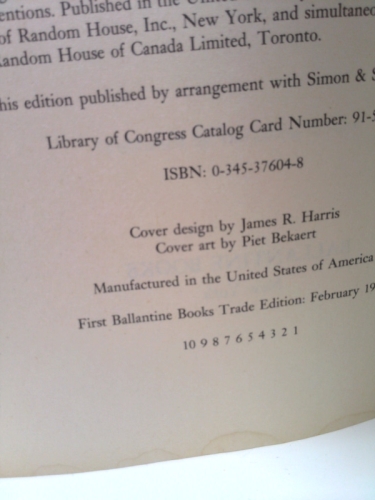 entions. Published in the
of Random House, Inc., New York, and simultaneo
Random House of Canada Limited, Toronto.
his edition published by arrangement with Simon & S
Library of Congress Catalog Card Number: 91-5
ISBN: 0-345-37604-8
Cover design by James R. Harris
Cover art by Piet Bekaert
Manufactured in the United States of America
First Ballantine Books Trade Edition: February 19
10 9 8 7 6 5 4 3 2 1